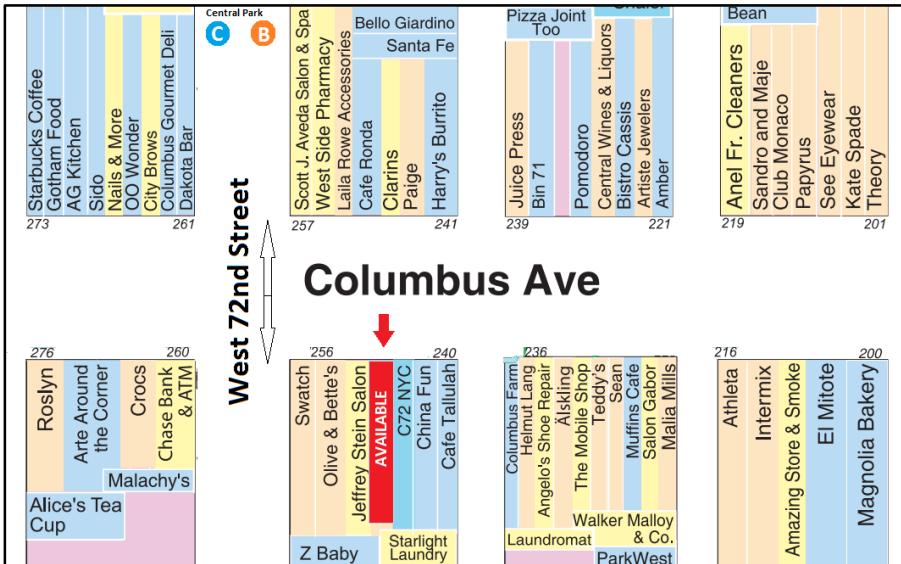 Central Park
C B
Starbucks Coffee
Gotham Food
AG Kitchen
Sido
Nails & More
OO Wonder
City Brows
Columbus Gourmet Deli
Dakota Bar
273
261
Bello Giardino
Santa Fe
Scott J. Aveda Salon & Spa
West Side Pharmacy
Laila Rowe Accessories
Cafe Ronda
Clarins
Paige
Harry's Burrito
257
241
Pizza Joint
Too
Juice Press
Bin 71
Pomodoro
Central Wines & Liquors
Bistro Cassis
Artiste Jewelers
Amber
239
221
Bean
Anel Fr. Cleaners
Sandro and Maje
Club Monaco
Papyrus
See Eyewear
Kate Spade
Theory
219
201
West 72nd Street
Columbus Ave
276
260
Roslyn
Arte Around
the Corner
Crocs
Chase Bank
& ATM
Malachy's
Alice's Tea
Cup
256
240
Swatch
Olive & Bette's
Jeffrey Stein Salon
AVAILABLE
C72 NYC
China Fun
Cafe Tallulah
Z Baby
Starlight
Laundry
236
Columbus Farm
Helmut Lang
Angelo's Shoe Repair
Älskling
The Mobile Shop
Teddy's
Sean
Muffins Cafe
Salon Gabor
Malia Mills
Walker Malloy
& Co.
Laundromat
ParkWest
216
200
Athleta
Intermix
Amazing Store & Smoke
El Mitote
Magnolia Bakery